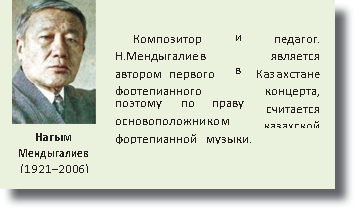 Композитор и педагог.
Н.Мендыгалиев является
автором первого в Казахстане
фортепианного концерта,
поэтому по праву считается
основоположником казахской
фортепианной музыки.
Нагым
Мендыгалиев
(1921–2006)